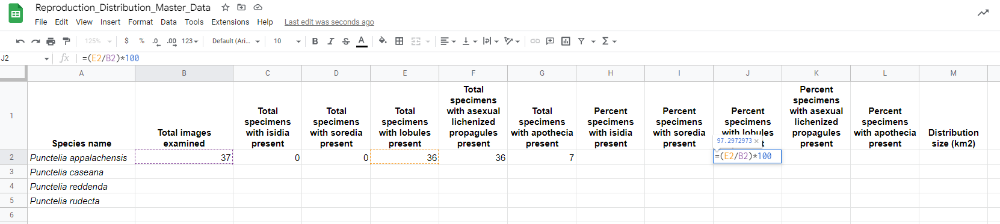 Reproduction_Distribution_Master_Data
File Edit View Insert Format Data Tools Extensions Help Last edit was seconds ago
125% $ % .0 .00 123 Default (Ari... 10 B I S A
J2 fx =(E2/B2)*100
A B C D E F G H I J K L M
1
Species name
Total images
examined
Total
specimens
with isidia
present
Total
specimens
with soredia
present
Total
specimens
with lobules
present
Total
specimens
with asexual
lichenized
propagules
present
Total
specimens
with apothecia
present
Percent
specimens
with isidia
present
Percent
specimens
with soredia
present
Percent
specimens
with lobules
Percent
specimens
with asexual
lichenized
propagules
present
Percent
specimens
with apothecia
present
Distribution
size (km2)
97.2972973 ×
2 Punctelia appalachensis 37 0 0 36 36 7 =(E2/B2)*100
3 Punctelia caseana
4 Punctelia reddenda
5 Punctelia rudecta
6